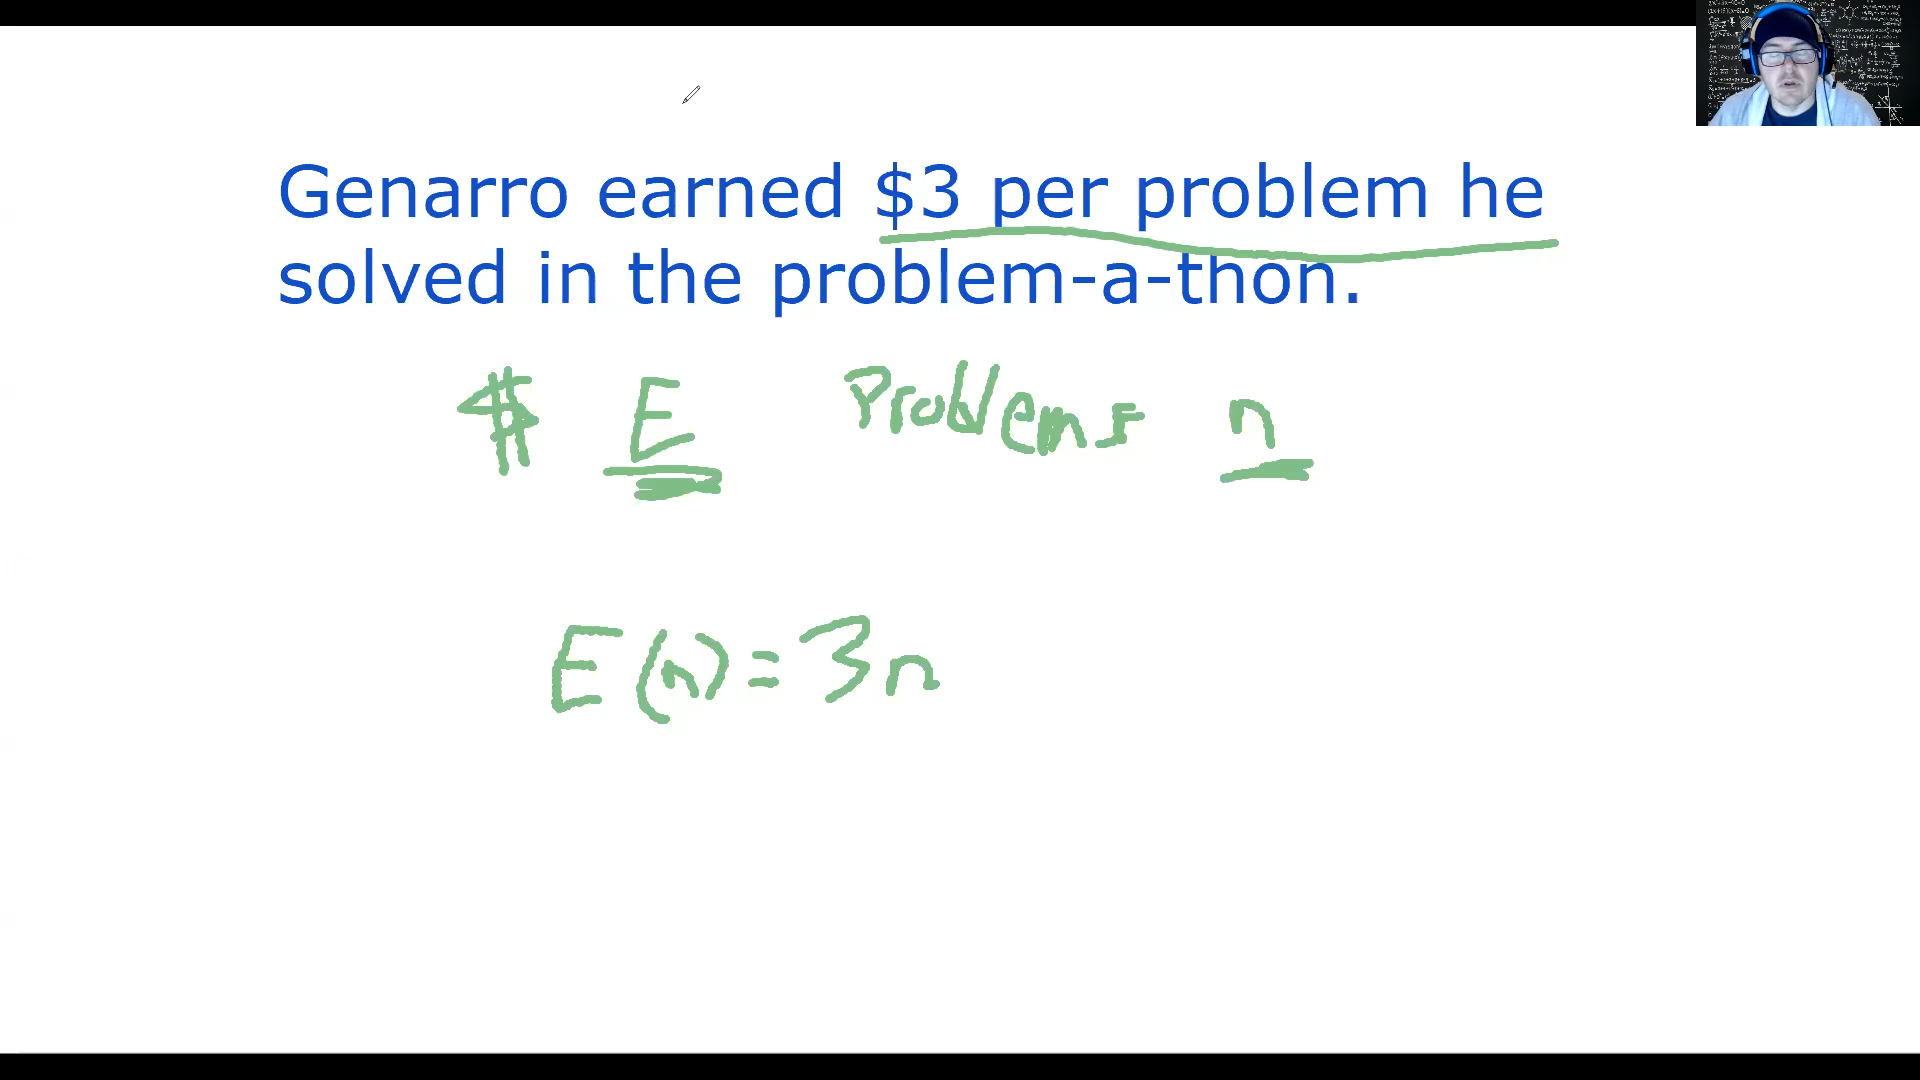 Genarro earned $3 per problem he
solved in the problem-a-thon.
$ E Problems n
E(n)=3n